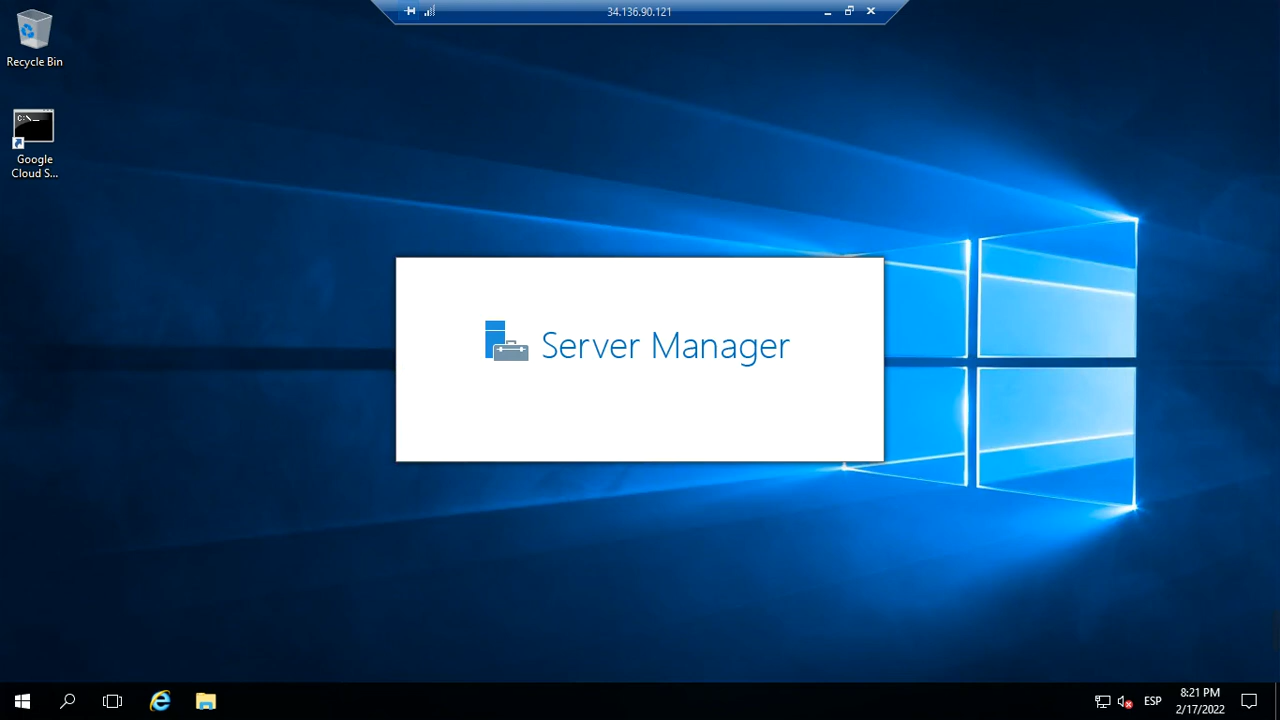 34.136.90.121
Recycle Bin
C:\_
Google
Cloud S...
Server Manager
ESP
8:21 PM
2/17/2022